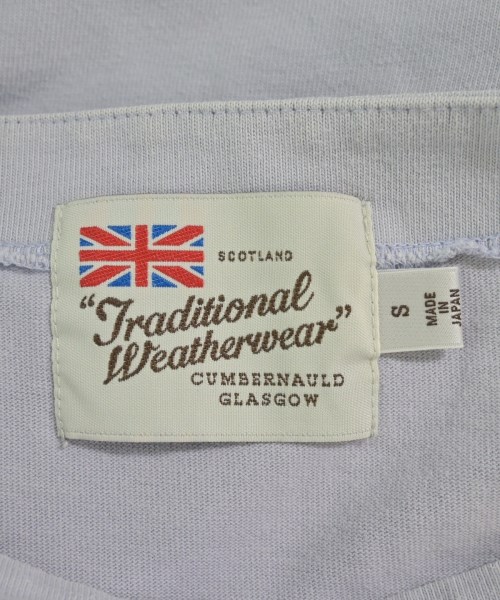 SCOTLAND
"Traditional
Weatherwear"
CUMBERNAULD
GLASGOW
S
MADE
IN
JAPAN